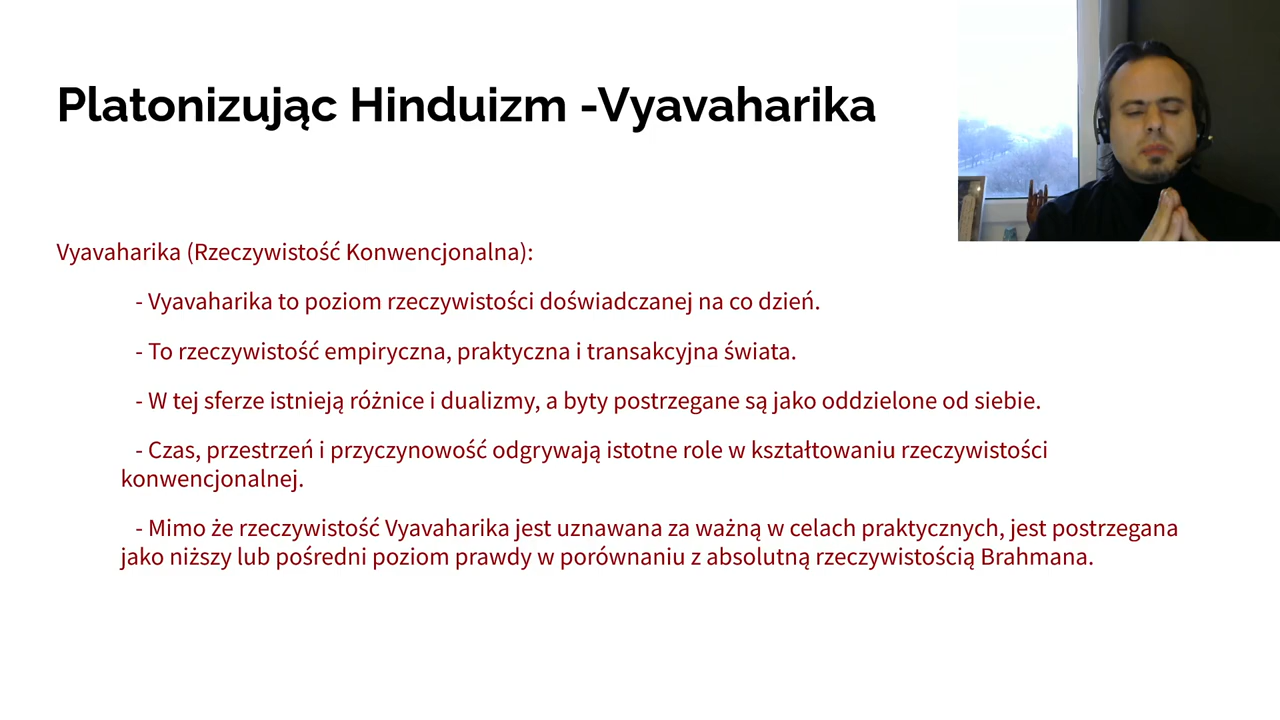 Platonizując Hinduizm -Vyavaharika
Vyavaharika (Rzeczywistość Konwencjonalna):
- Vyavaharika to poziom rzeczywistości doświadczanej na co dzień.
- To rzeczywistość empiryczna, praktyczna i transakcyjna świata.
- W tej sferze istnieją różnice i dualizmy, a byty postrzegane są jako oddzielone od siebie.
- Czas, przestrzeń i przyczynowość odgrywają istotne role w kształtowaniu rzeczywistości
konwencjonalnej.
- Mimo że rzeczywistość Vyavaharika jest uznawana za ważną w celach praktycznych, jest postrzegana
jako niższy lub pośredni poziom prawdy w porównaniu z absolutną rzeczywistością Brahmana.